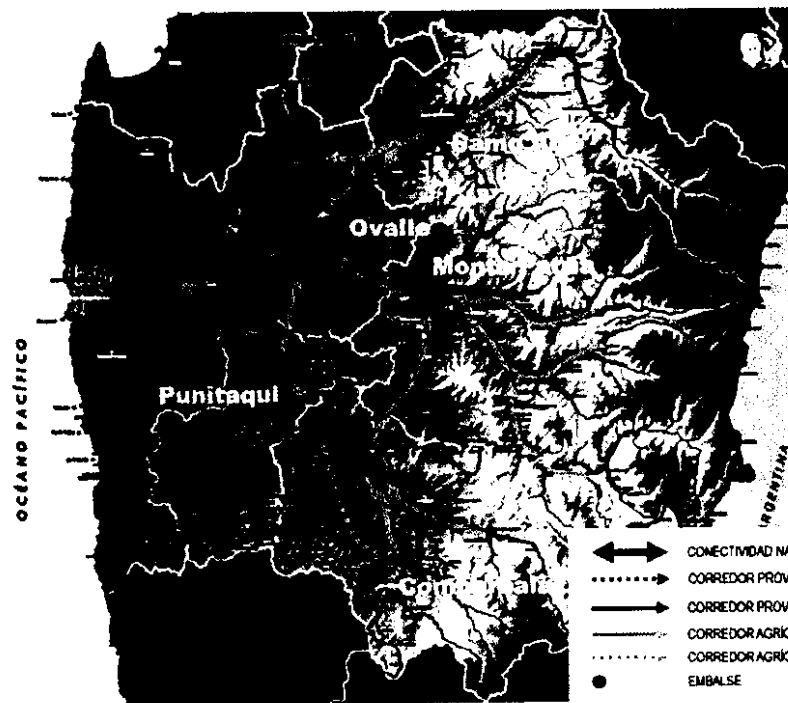 Ovalle
Punitaqui
OCÉANO PACÍFICO
CONECTIVIDAD NA
CORREDOR PROV
CORREDOR PROV
CORREDOR AGRÍC
CORREDOR AGRÍC
EMBALSE